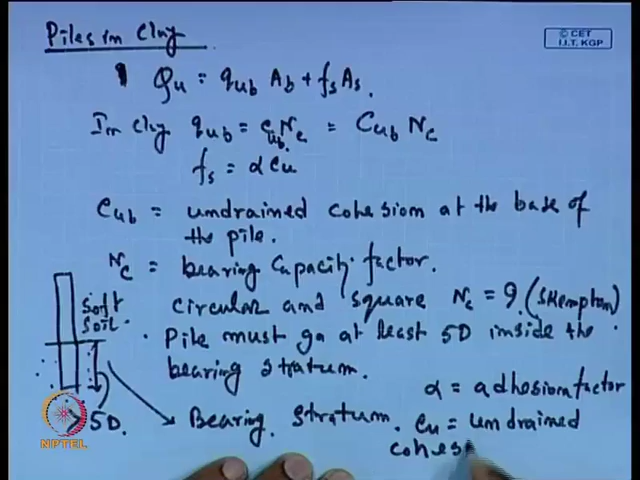 Piles in Clay
© CET
I.I.T. KGP
Qu = qub Ab + fs As.
In clay qub = cub Nc = Cub Nc
fs = α Cu
Cub = undrained cohesion at the base of
the pile.
Nc = bearing Capacity factor.
circular and square Nc = 9. (Skempton)
Soft
Soil.
Pile must go at least 5D inside the
bearing stratum.
α = adhesion factor
5D.
Bearing stratum.
cu = undrained
cohes
NPTEL